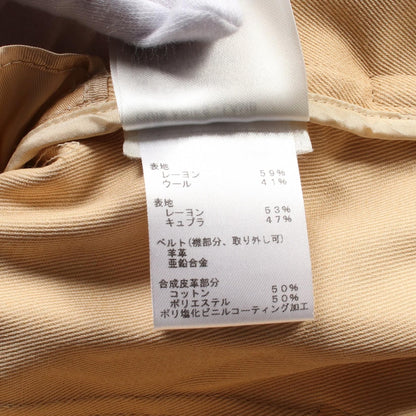 表地
レーヨン 59%
ウール 41%
表地
レーヨン 53%
キュプラ 47%
ベルト(襟部分、取り外し可)
羊革
亜鉛合金
合成皮革部分
コットン 50%
ポリエステル 50%
ポリ塩化ビニルコーティング加工